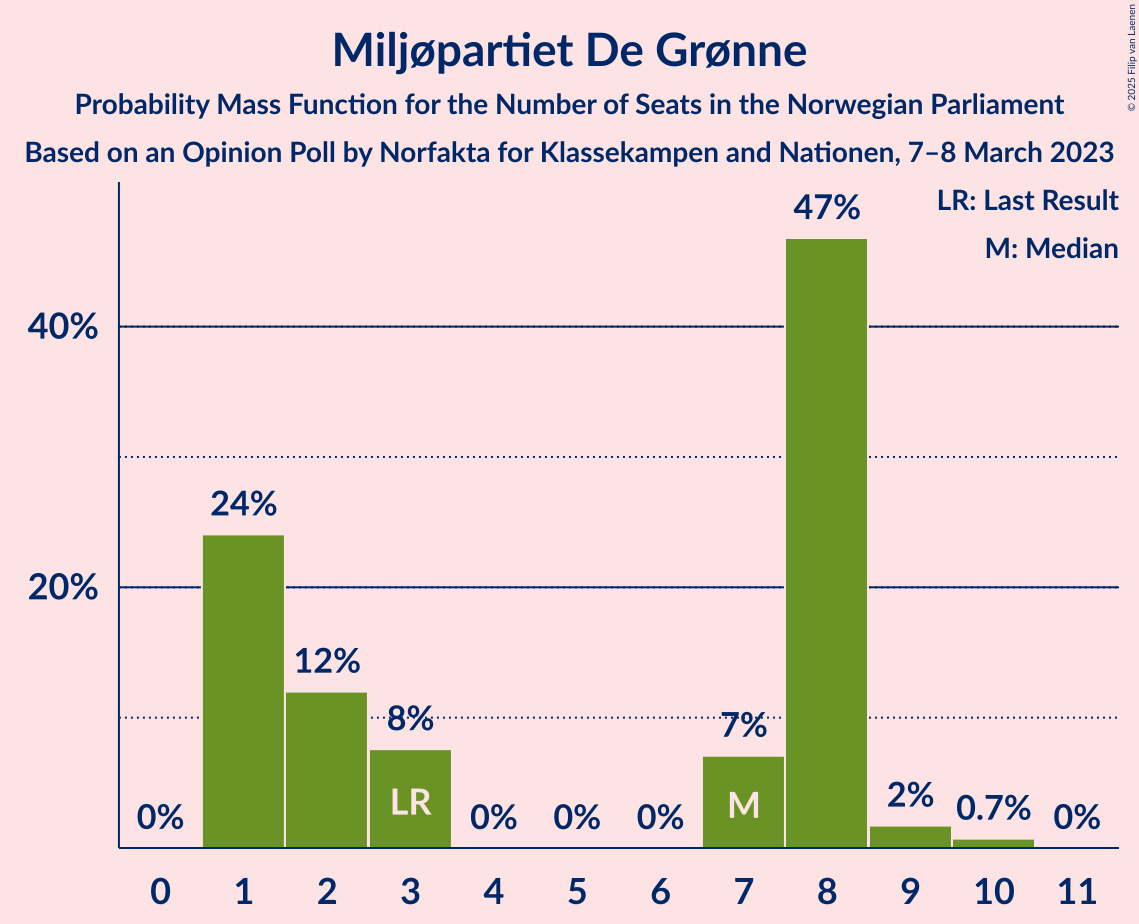 Miljøpartiet De Grønne
Probability Mass Function for the Number of Seats in the Norwegian Parliament
Based on an Opinion Poll by Norfakta for Klassekampen and Nationen, 7–8 March 2023
© 2025 Filip van Laenen
LR: Last Result
M: Median
47%
40%
24%
20%
12%
8%
7%
LR
M
0%
0%
0%
0%
2%
0.7%
0%
0 1 2 3 4 5 6 7 8 9 10 11